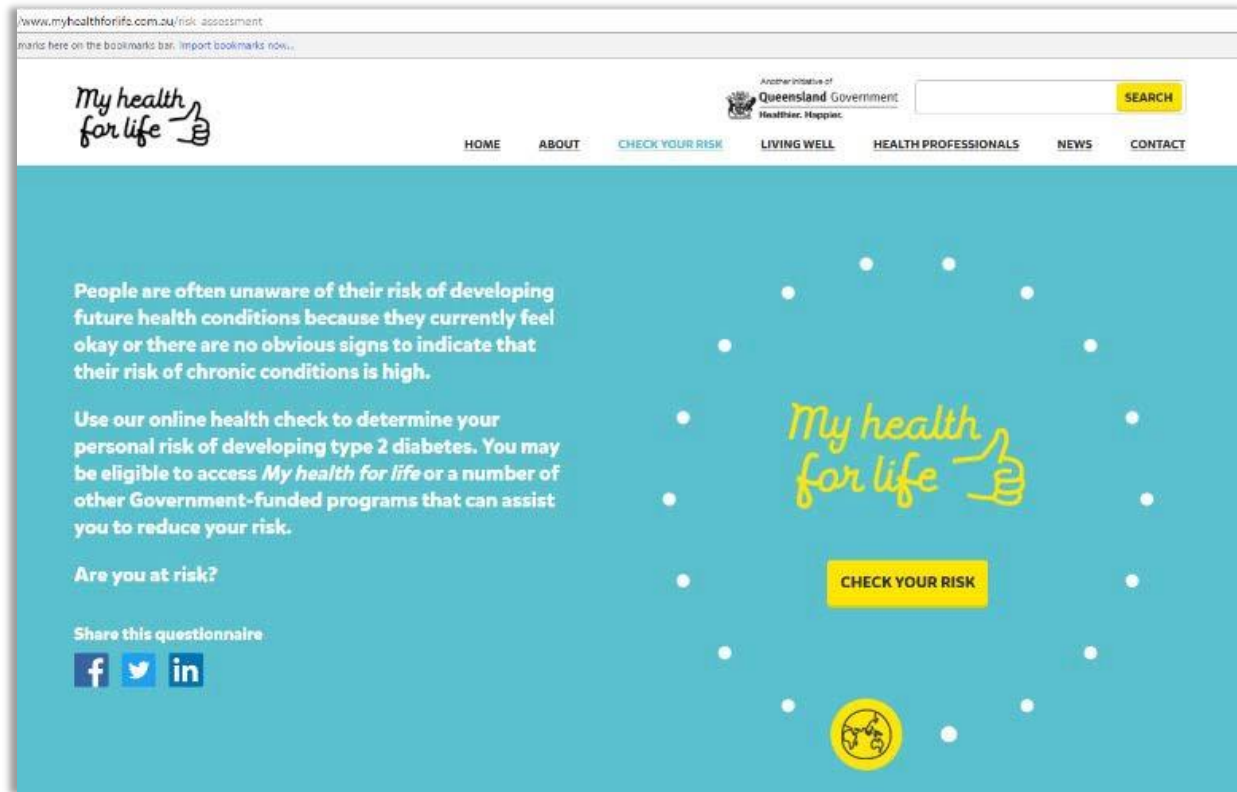 /www.myhealthforlife.com.au/risk-assessment
marks here on the bookmarks bar. Import bookmarks now...
My health
for life
Another initiative of
Queensland Government
Healthier. Happier.
SEARCH
HOME ABOUT CHECK YOUR RISK LIVING WELL HEALTH PROFESSIONALS NEWS CONTACT
People are often unaware of their risk of developing
future health conditions because they currently feel
okay or there are no obvious signs to indicate that
their risk of chronic conditions is high.
Use our online health check to determine your
personal risk of developing type 2 diabetes. You may
be eligible to access My health for life or a number of
other Government-funded programs that can assist
you to reduce your risk.
Are you at risk?
Share this questionnaire
f in
My health
for life
CHECK YOUR RISK